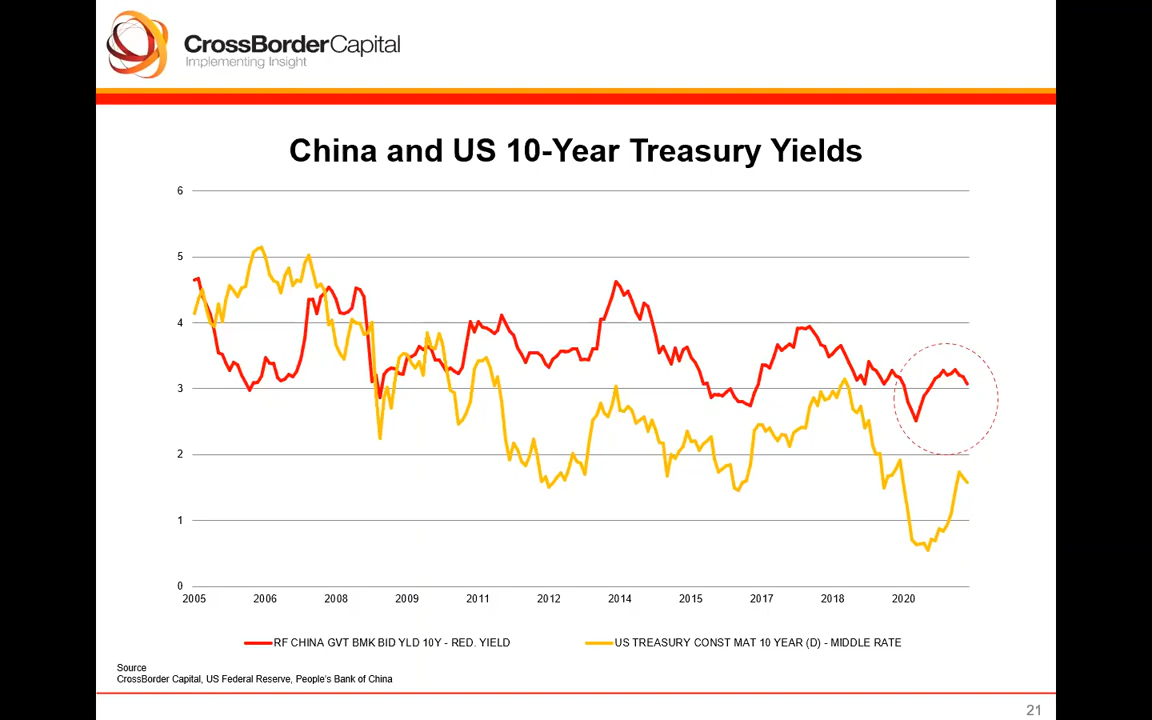 CrossBorderCapital
Implementing Insight
China and US 10-Year Treasury Yields
6
5
4
3
2
1
0
2005 2006 2008 2009 2011 2012 2014 2015 2017 2018 2020
RF CHINA GVT BMK BID YLD 10Y - RED. YIELD US TREASURY CONST MAT 10 YEAR (D) - MIDDLE RATE
Source
CrossBorder Capital, US Federal Reserve, People's Bank of China
21